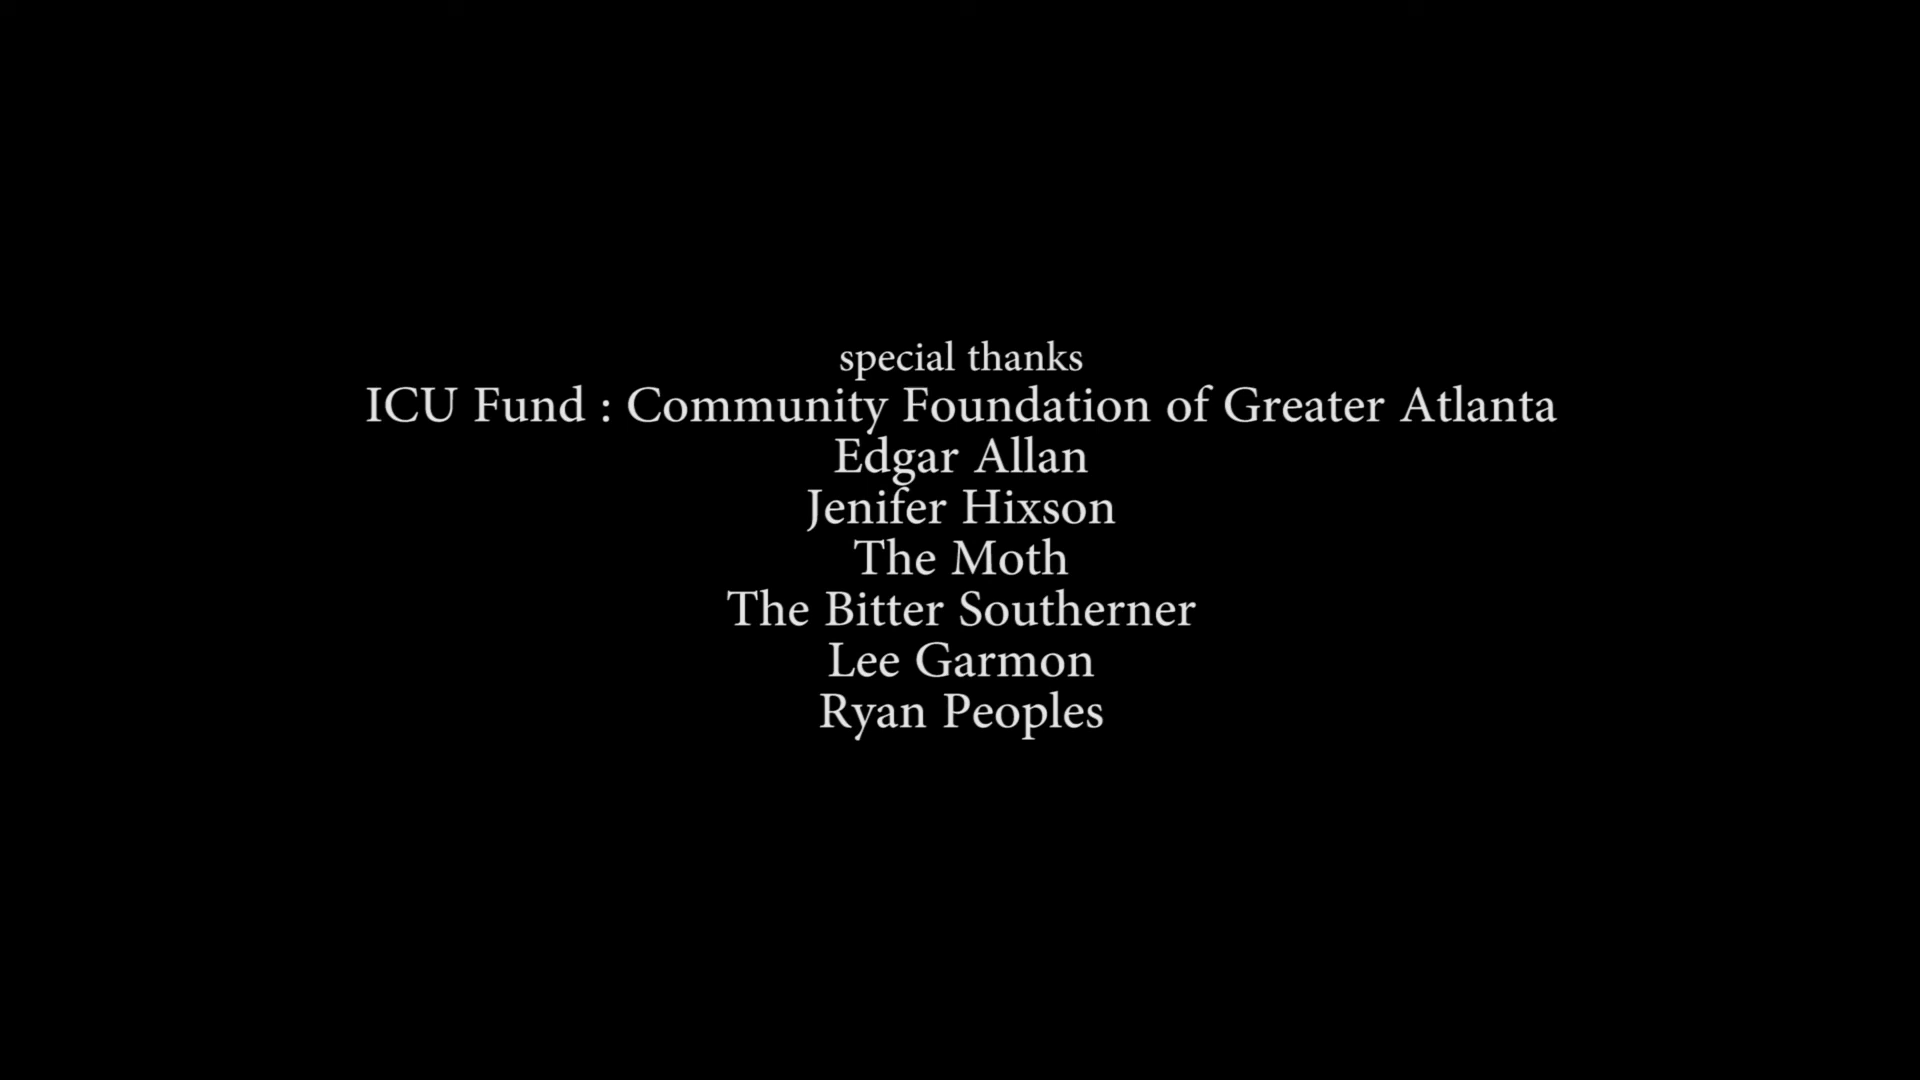 special thanks
ICU Fund : Community Foundation of Greater Atlanta
Edgar Allan
Jenifer Hixson
The Moth
The Bitter Southerner
Lee Garmon
Ryan Peoples